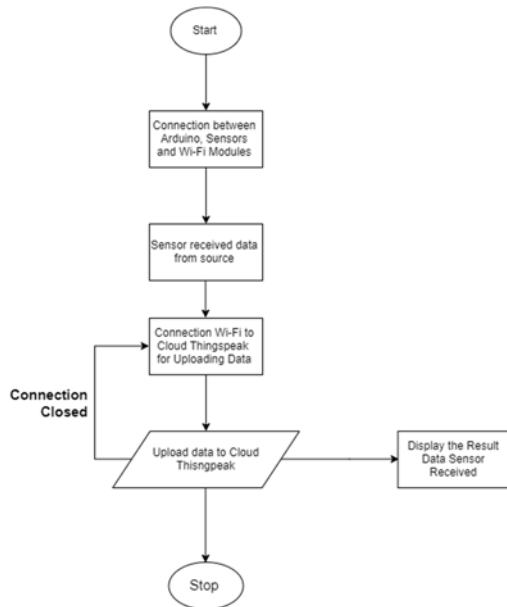 Start
Connection between
Arduino, Sensors
and Wi-Fi Modules
Sensor received data
from source
Connection Wi-Fi to
Cloud Thingspeak
for Uploading Data
Connection
Closed
Upload data to Cloud
Thisngpeak
Display the Result
Data Sensor
Received
Stop